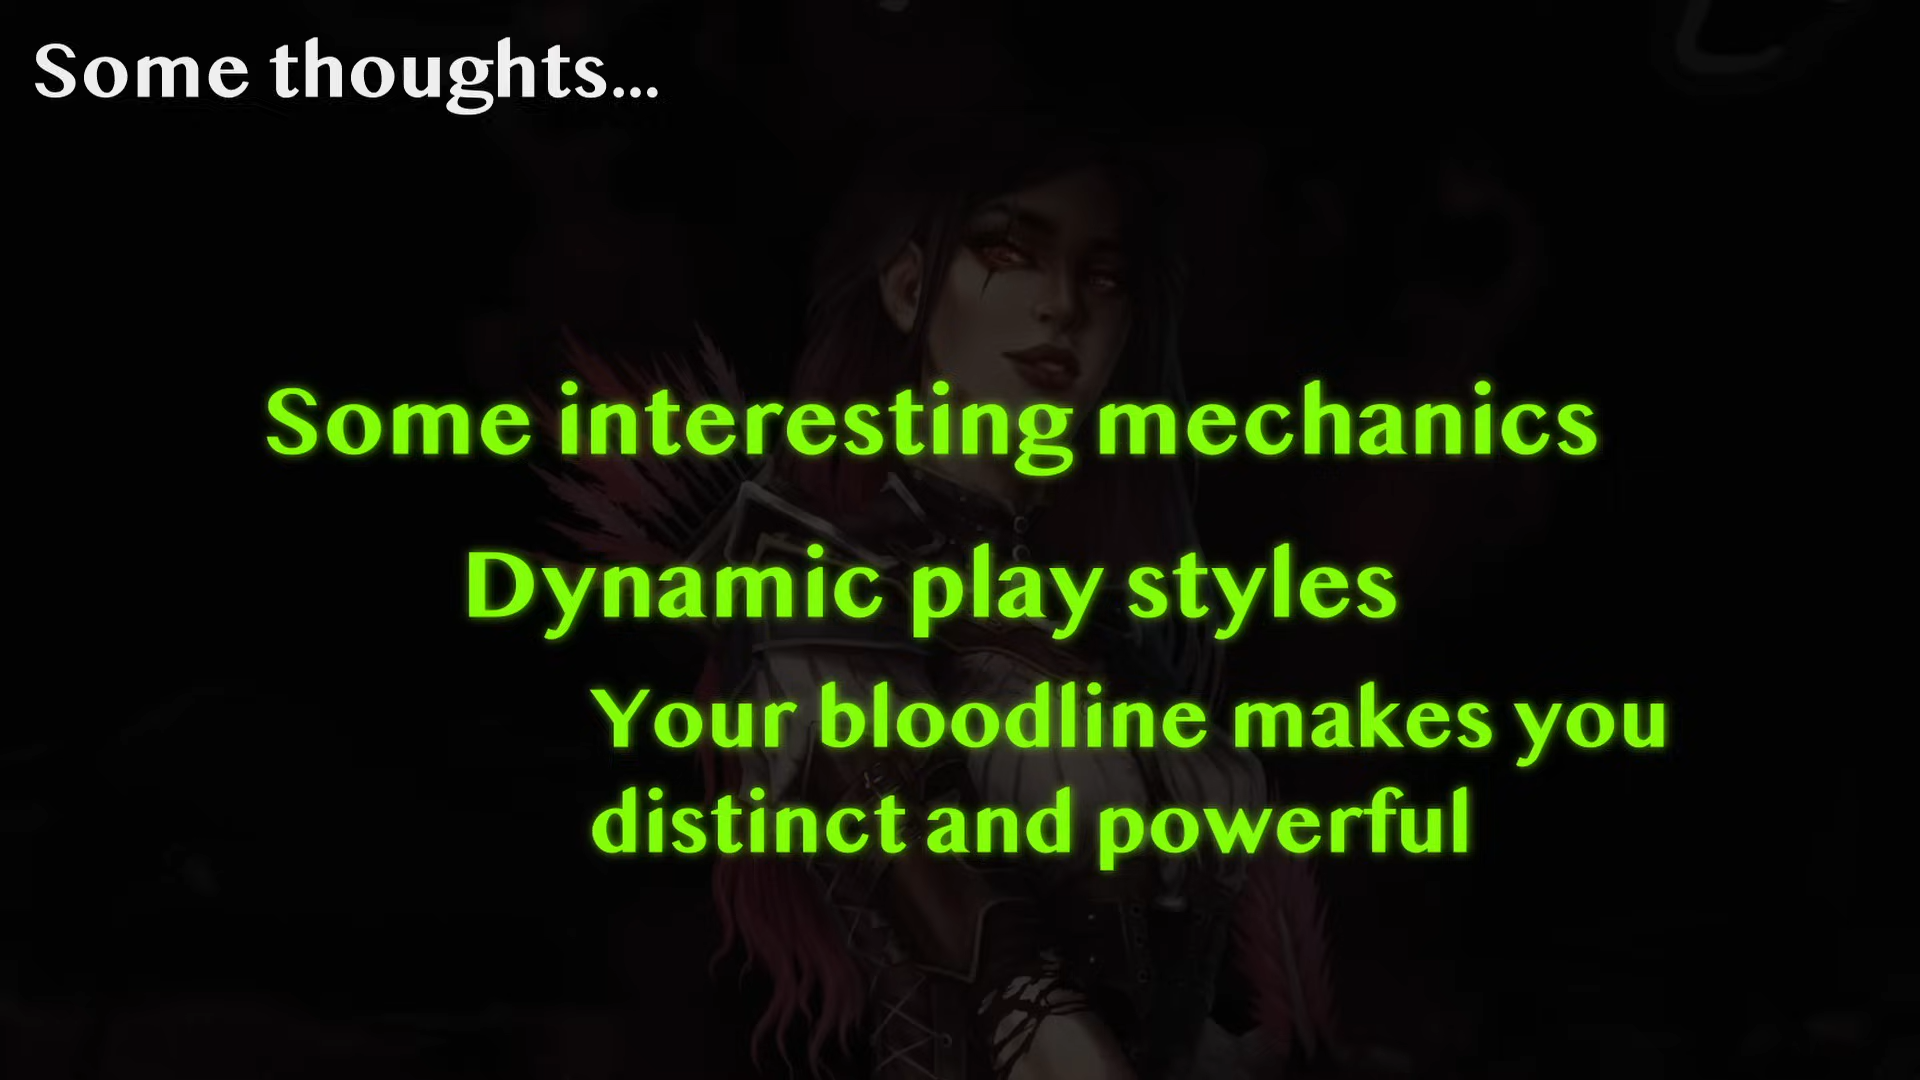 Some thoughts...
Some interesting mechanics
Dynamic play styles
Your bloodline makes you
distinct and powerful